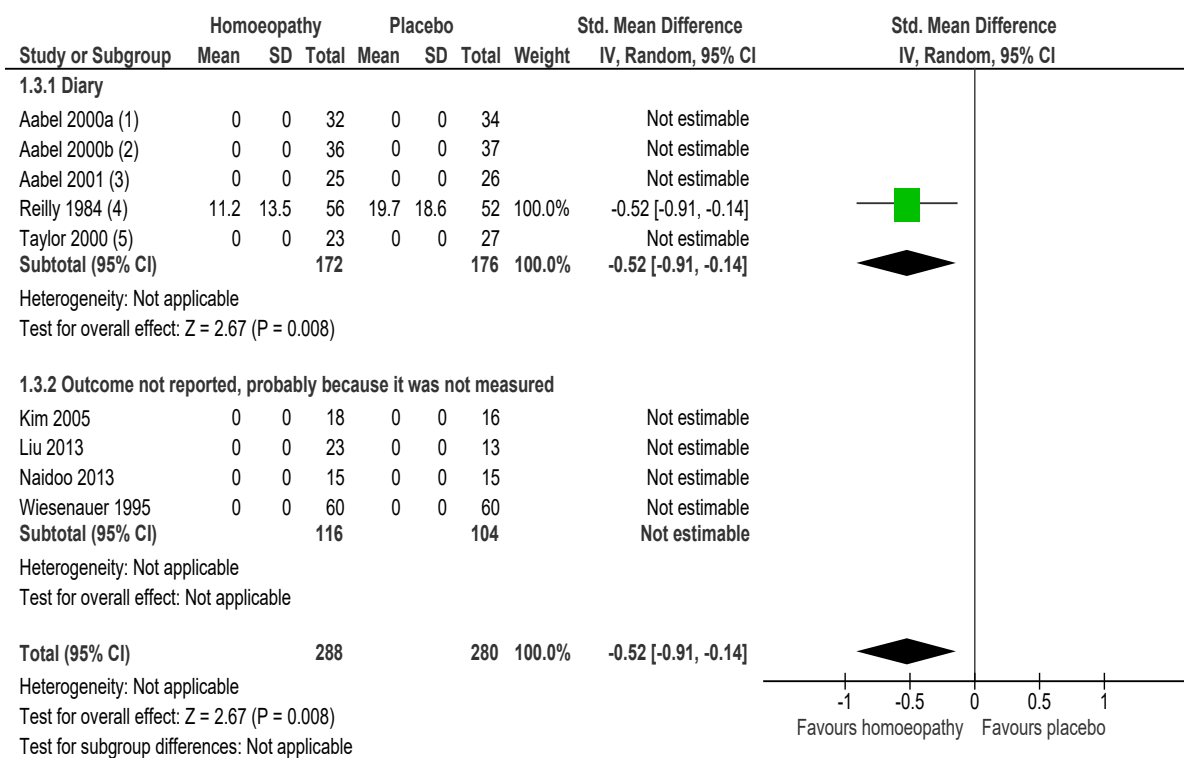 Homoeopathy Placebo Std. Mean Difference Std. Mean Difference
Study or Subgroup Mean SD Total Mean SD Total Weight IV, Random, 95% CI IV, Random, 95% CI
1.3.1 Diary
Aabel 2000a (1) 0 0 32 0 0 34 Not estimable
Aabel 2000b (2) 0 0 36 0 0 37 Not estimable
Aabel 2001 (3) 0 0 25 0 0 26 Not estimable
Reilly 1984 (4) 11.2 13.5 56 19.7 18.6 52 100.0% -0.52 [-0.91, -0.14]
Taylor 2000 (5) 0 0 23 0 0 27 Not estimable
Subtotal (95% CI) 172 176 100.0% -0.52 [-0.91, -0.14]
Heterogeneity: Not applicable
Test for overall effect: Z = 2.67 (P = 0.008)
1.3.2 Outcome not reported, probably because it was not measured
Kim 2005 0 0 18 0 0 16 Not estimable
Liu 2013 0 0 23 0 0 13 Not estimable
Naidoo 2013 0 0 15 0 0 15 Not estimable
Wiesenauer 1995 0 0 60 0 0 60 Not estimable
Subtotal (95% CI) 116 104 Not estimable
Heterogeneity: Not applicable
Test for overall effect: Not applicable
Total (95% CI) 288 280 100.0% -0.52 [-0.91, -0.14]
Heterogeneity: Not applicable
Test for overall effect: Z = 2.67 (P = 0.008)
Test for subgroup differences: Not applicable
-1 -0.5 0 0.5 1
Favours homoeopathy Favours placebo